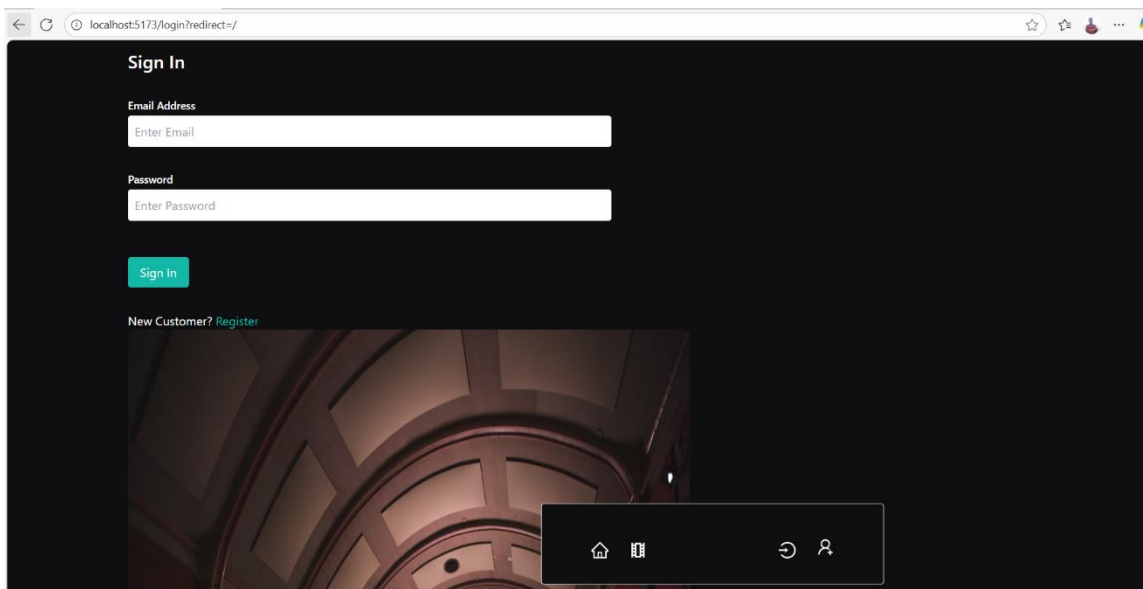 localhost:5173/login?redirect=/
Sign In
Email Address
Enter Email
Password
Enter Password
Sign In
New Customer? Register